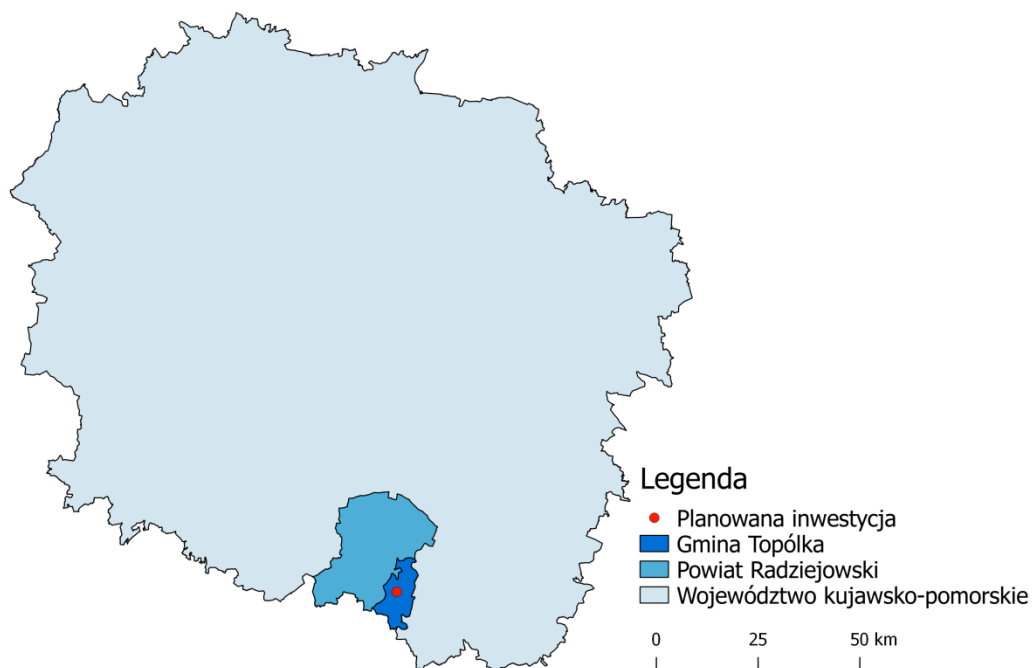 Legenda
Planowana inwestycja
Gmina Topólka
Powiat Radziejowski
Województwo kujawsko-pomorskie
0 25 50 km